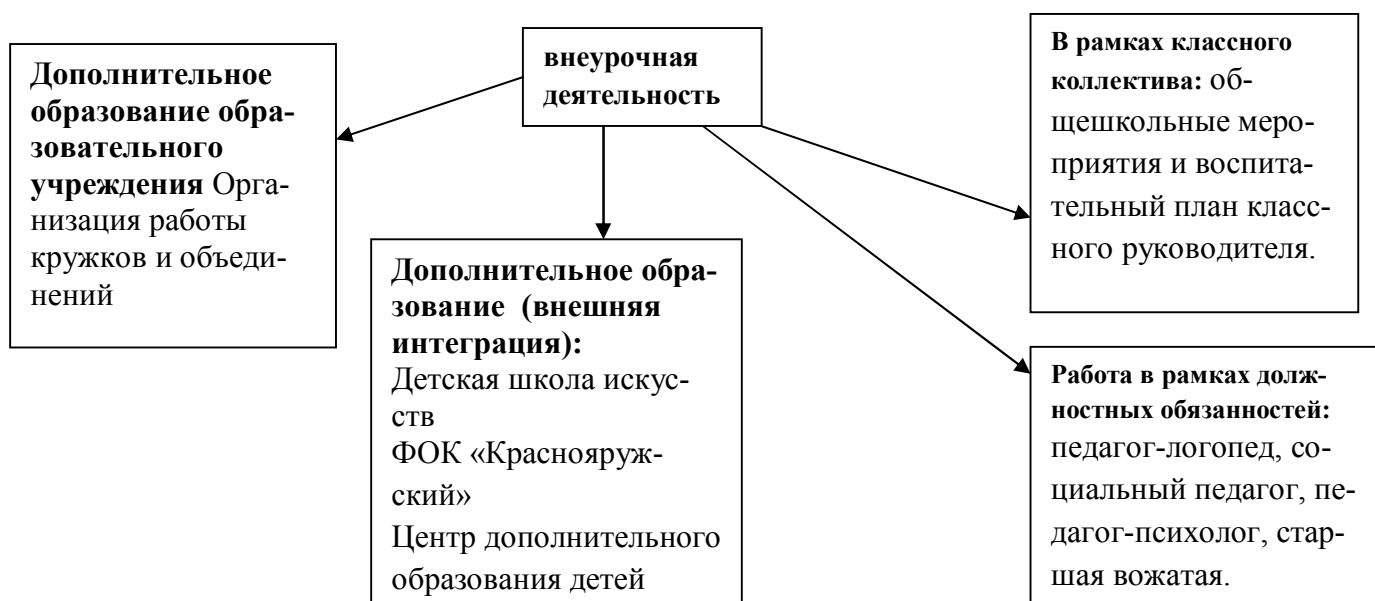 внеурочная
деятельность
Дополнительное
образование обра-
зовательного
учреждения Орга-
низация работы
кружков и объеди-
нений
Дополнительное обра-
зование (внешняя
интеграция):
Детская школа искус-
ств
ФОК «Краснояруж-
ский»
Центр дополнительного
образования детей
В рамках классного
коллектива: об-
щешкольные меро-
приятия и воспита-
тельный план класс-
ного руководителя.
Работа в рамках долж-
ностных обязанностей:
педагог-логопед, со-
циальный педагог, пе-
дагог-психолог, стар-
шая вожатая.